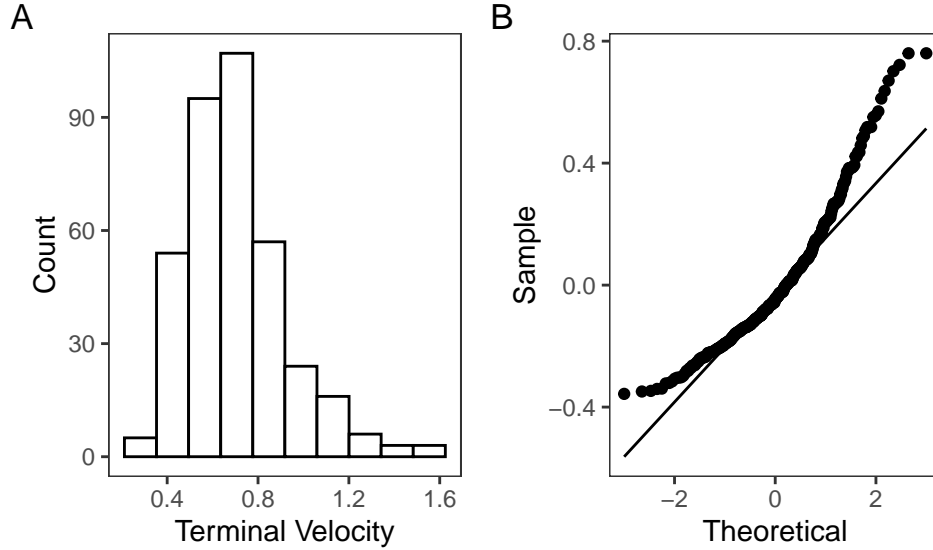 A
Count
90
60
30
0
0.4 0.8 1.2 1.6
Terminal Velocity
B
Sample
0.8
0.4
0.0
−0.4
−2 0 2
Theoretical